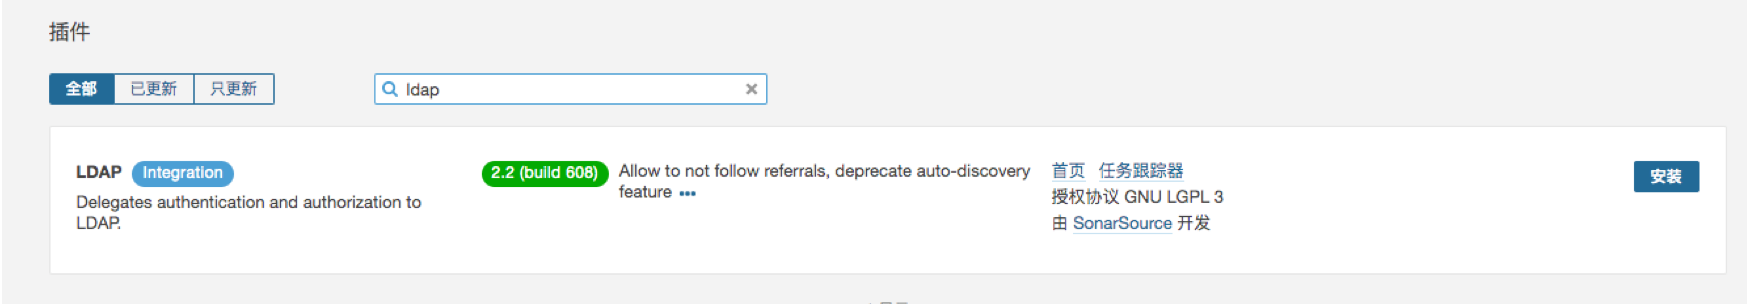 插件
全部 已更新 只更新 ldap
LDAP Integration 2.2 (build 608) Allow to not follow referrals, deprecate auto-discovery 首页 任务跟踪器 安装
feature •••
Delegates authentication and authorization to 授权协议 GNU LGPL 3
LDAP. 由 SonarSource 开发